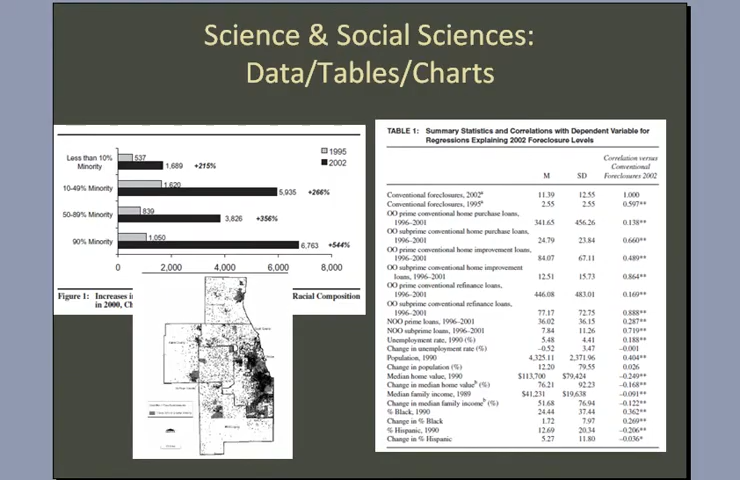 Science & Social Sciences:
Data/Tables/Charts
1995
2002
Less than 10%
Minority
537
1,689 +215%
10-49% Minority
1,620
5,935 +266%
50-89% Minority
839
3,826 +356%
90% Minority
1,050
6,763 +544%
0 2,000 4,000 6,000 8,000
Figure 1: Increases i
Racial Composition
in 2000, Ch
TABLE 1: Summary Statistics and Correlations with Dependent Variable for
Regressions Explaining 2002 Foreclosure Levels
Correlation versus
Conventional
M SD Foreclosures 2002
Conventional foreclosures, 2002a 11.39 12.55 1.000
Conventional foreclosures, 1995a 2.55 2.55 0.597**
OO prime conventional home purchase loans,
1996–2001 341.65 456.26 0.138**
OO subprime conventional home purchase loans,
1996–2001 24.79 23.84 0.660**
OO prime conventional home improvement loans,
1996–2001 84.07 67.11 0.489**
OO subprime conventional home improvement
loans, 1996–2001 12.51 15.73 0.864**
OO prime conventional refinance loans,
1996–2001 446.08 483.01 0.169**
OO subprime conventional refinance loans,
1996–2001 77.17 72.75 0.888**
NOO prime loans, 1996–2001 36.02 36.15 0.287**
NOO subprime loans, 1996–2001 7.84 11.26 0.719**
Unemployment rate, 1990 (%) 5.48 4.41 0.188**
Change in unemployment rate (%) –0.52 3.47 –0.001
Population, 1990 4,325.11 2,371.96 0.404**
Change in population (%) 12.20 79.55 0.026
Median home value, 1990 $113,700 $79,424 –0.249**
Change in median home valueb (%) 76.21 92.23 –0.168**
Median family income, 1989 $41,231 $19,638 –0.091**
Change in median family incomeb (%) 51.68 76.94 –0.122**
% Black, 1990 24.44 37.44 0.362**
Change in % Black 1.72 7.97 0.269**
% Hispanic, 1990 12.69 20.34 –0.206**
Change in % Hispanic 5.27 11.80 –0.036*